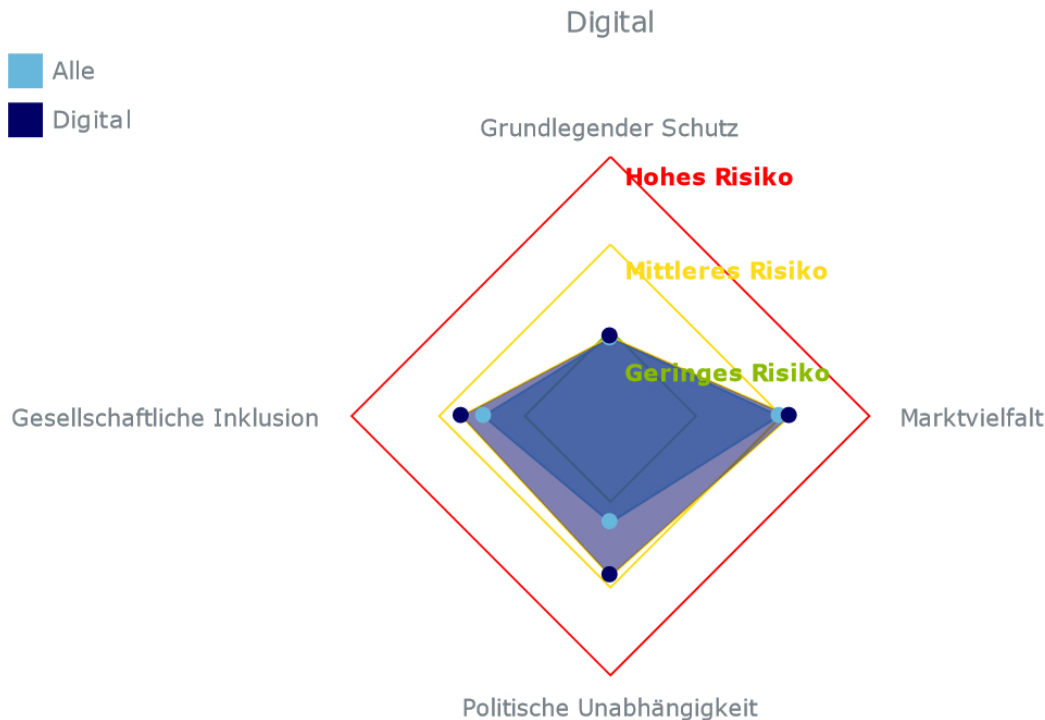 Digital
Alle
Digital
Grundlegender Schutz
Hohes Risiko
Mittleres Risiko
Geringes Risiko
Gesellschaftliche Inklusion
Marktvielfalt
Politische Unabhängigkeit